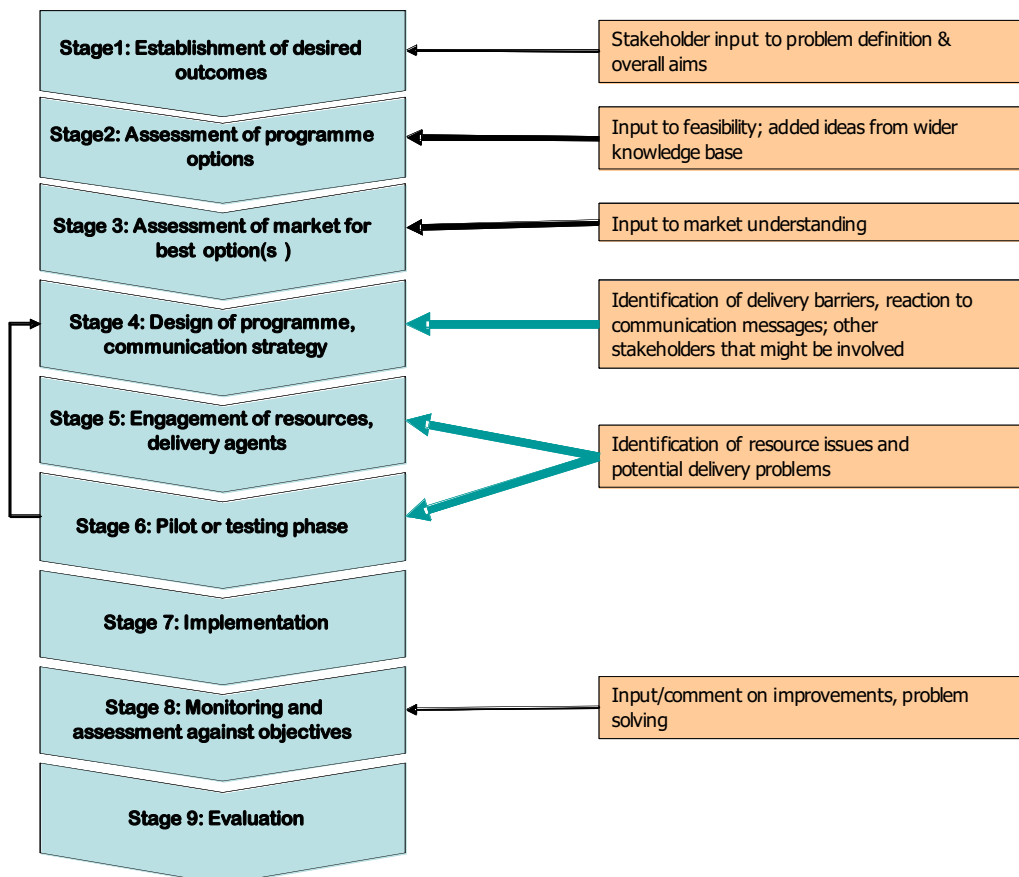 Stage1: Establishment of desired
outcomes
Stakeholder input to problem definition &
overall aims
Stage2: Assessment of programme
options
Input to feasibility; added ideas from wider
knowledge base
Stage 3: Assessment of market for
best option(s )
Input to market understanding
Stage 4: Design of programme,
communication strategy
Identification of delivery barriers, reaction to
communication messages; other
stakeholders that might be involved
Stage 5: Engagement of resources,
delivery agents
Identification of resource issues and
potential delivery problems
Stage 6: Pilot or testing phase
Stage 7: Implementation
Stage 8: Monitoring and
assessment against objectives
Input/comment on improvements, problem
solving
Stage 9: Evaluation